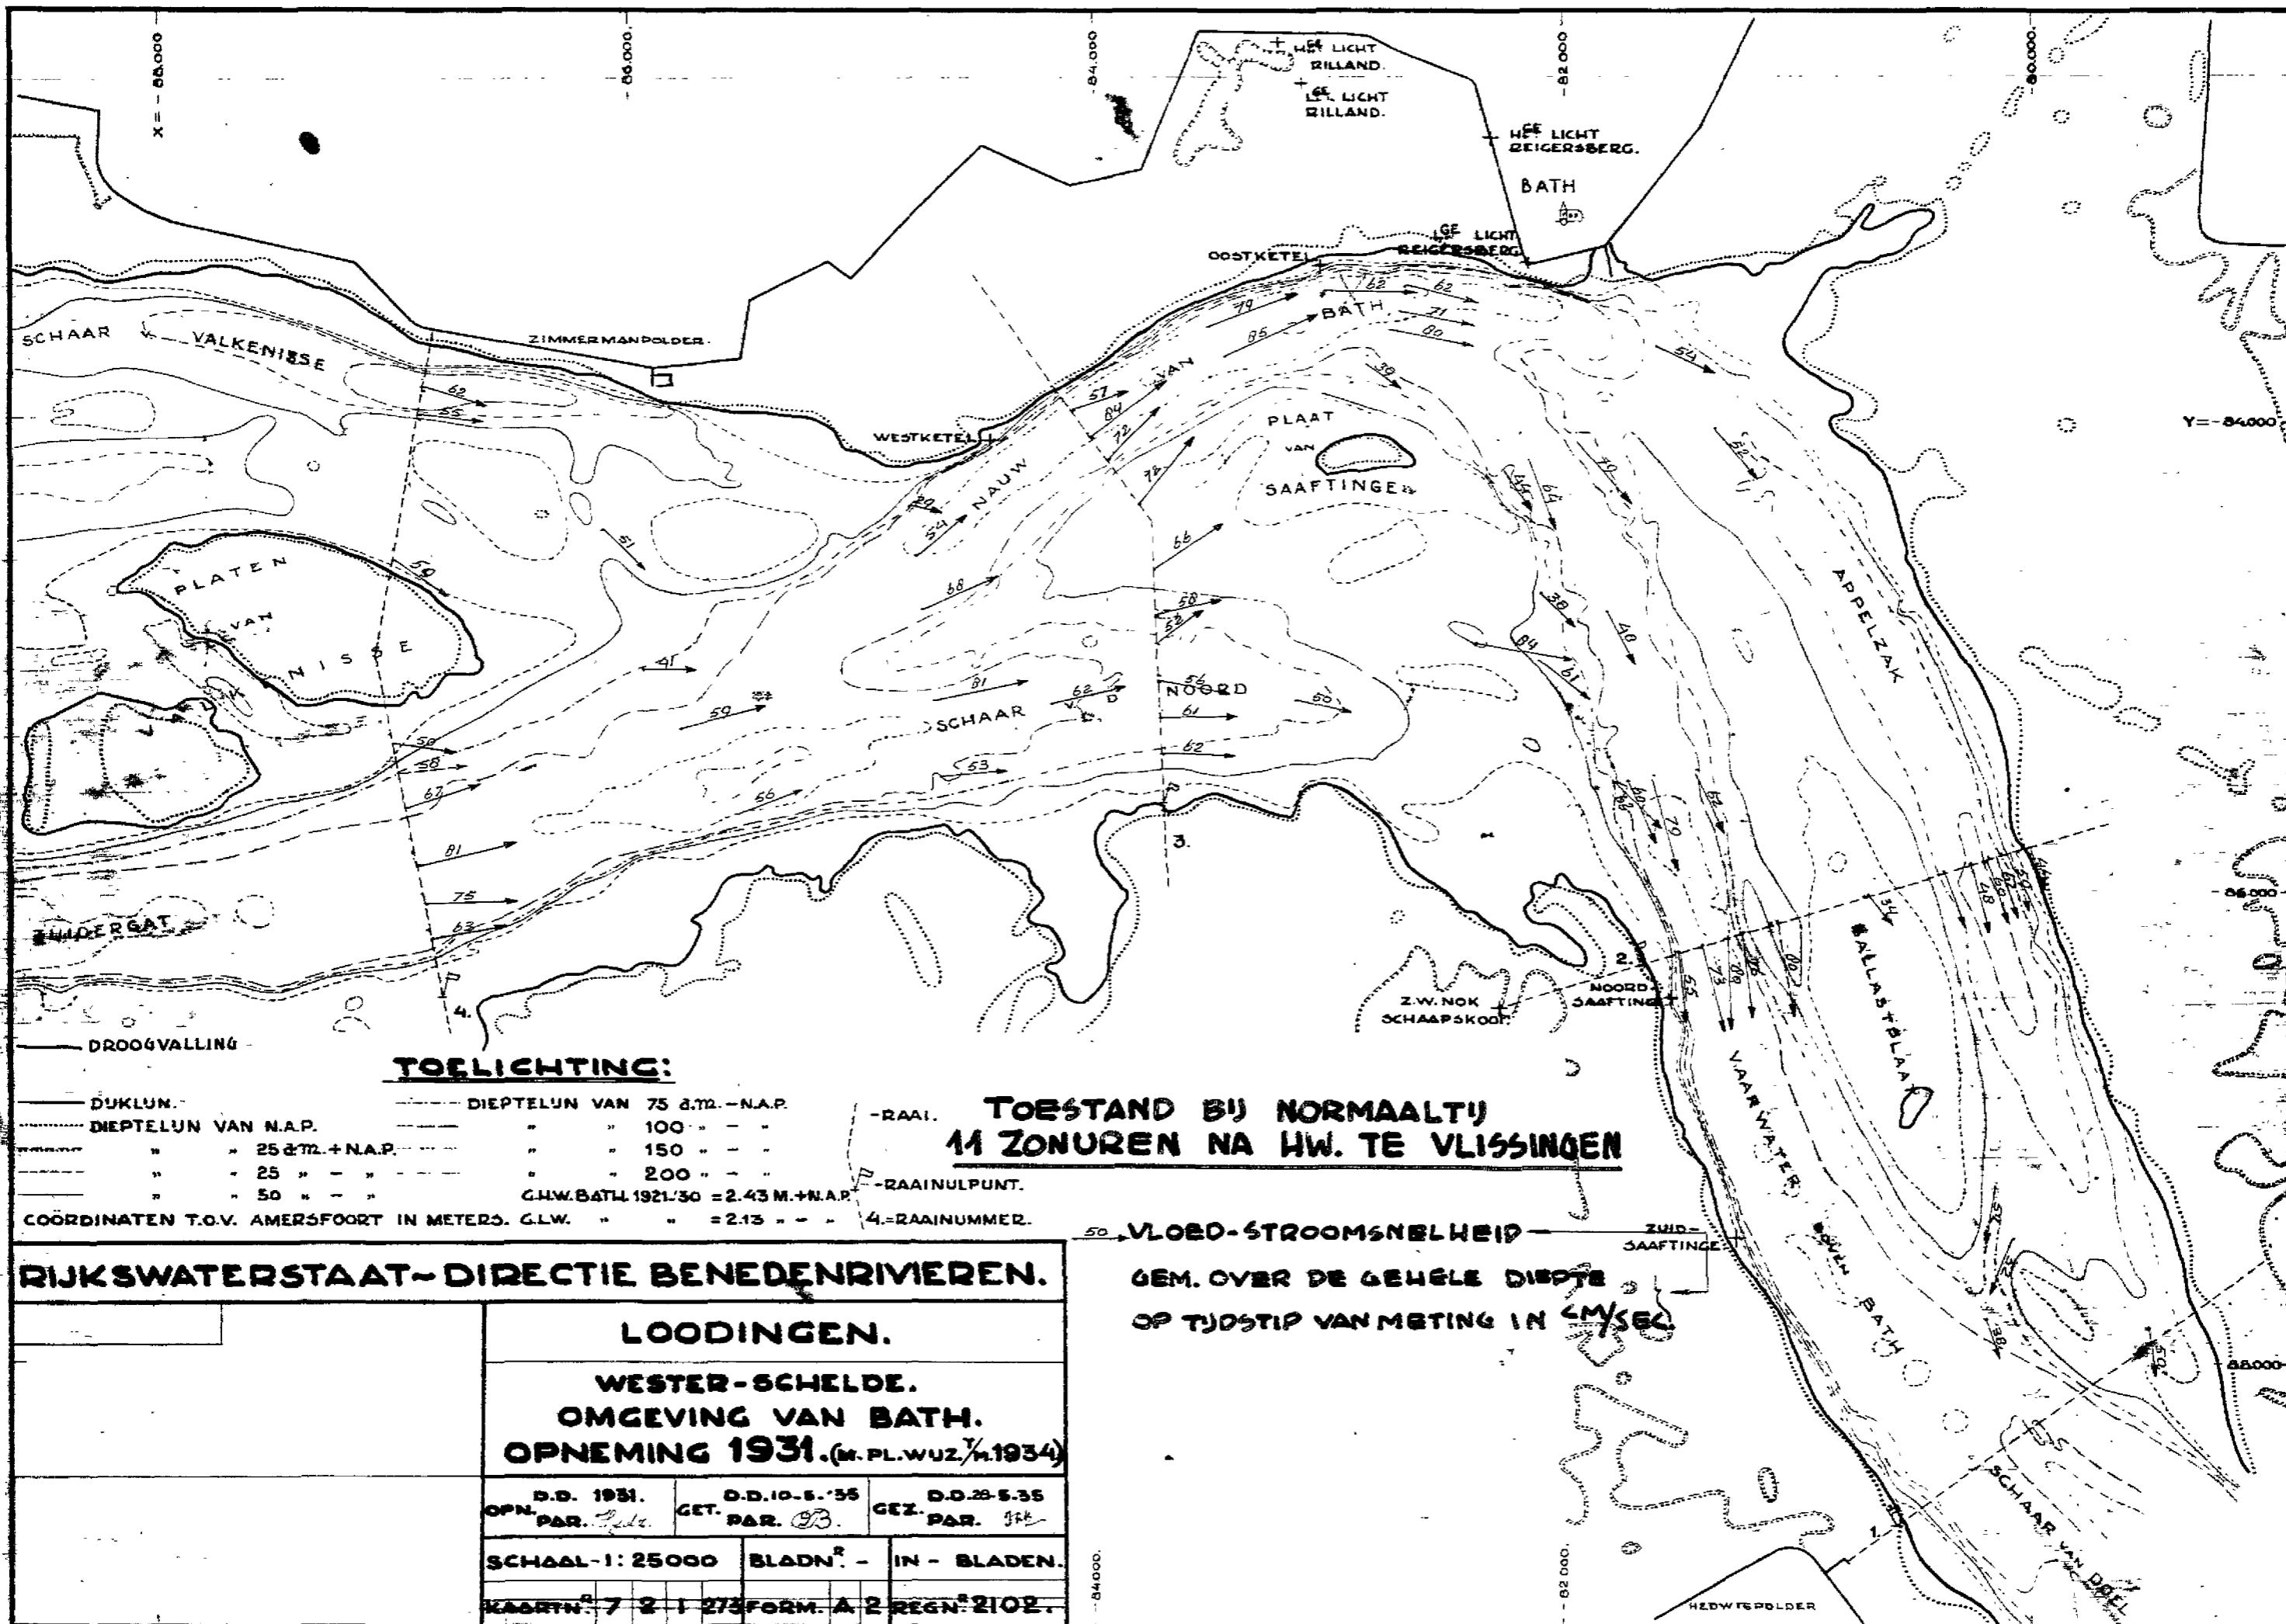 X = - 88.000
-86.000.
-84.000
-82.000
-80.000.
HGE LICHT
RILLAND.
LGE LICHT
RILLAND.
HGE LICHT
REIGERSBERG.
BATH
LGE LICHT
REIGERSBERG
OOSTKETEL
ZIMMERMANPOLDER.
SCHAAR V. VALKENISSE
WESTKETEL
NAUW VAN BATH.
PLAAT
VAN
SAAFTINGE
Y=-84000
PLATEN
VAN
VALKENISSE
APPELZAK
SCHAAR V. D. NOORD
ZUIDERGAT
3.
4.
2.
1.
-86.000
-88.000
Z.W. NOK
SCHAAPSKOOI.
NOORD-
SAAFTINGE
BALLASTPLAAT
VAARWATER BOVEN BATH
ZUID-
SAAFTINGE
SCHAAR VAN DOEL
HEDWIGEPOLDER
-84000.
-82000.
DROOGVALLING
TOELICHTING:
DIJKLIJN.
DIEPTELIJN VAN N.A.P.
" " 25 d.m. + N.A.P.
" " 25 " - "
" " 50 " - "
DIEPTELIJN VAN 75 d.m. - N.A.P.
" " 100 " - "
" " 150 " - "
" " 200 " - "
G.H.W. BATH 1921-'30 = 2.43 M. + N.A.P.
COÖRDINATEN T.O.V. AMERSFOORT IN METERS. G.L.W. " " = 2.13 " - "
-RAAI.
-RAAINULPUNT.
4.=RAAINUMMER.
TOESTAND BIJ NORMAALTIJ
11 ZONUREN NA HW. TE VLISSINGEN
50 VLOED-STROOMSNELHEID
GEM. OVER DE GEHELE DIEPTE
OP TIJDSTIP VAN METING IN CM/SEC.
RIJKSWATERSTAAT~DIRECTIE BENEDENRIVIEREN.
LOODINGEN.
WESTER-SCHELDE.
OMGEVING VAN BATH.
OPNEMING 1931. (M. PL. WIJZ. T/M. 1934)
OPN. D.D. 1931. PAR.
GET. D.D. 10-5-'35 PAR.
GEZ. D.D. 28-5-35 PAR.
SCHAAL-1:25000 BLADNR. - IN - BLADEN.
KAARTNR. 7 2 1 273 FORM. A 2 REGNR. 2102.